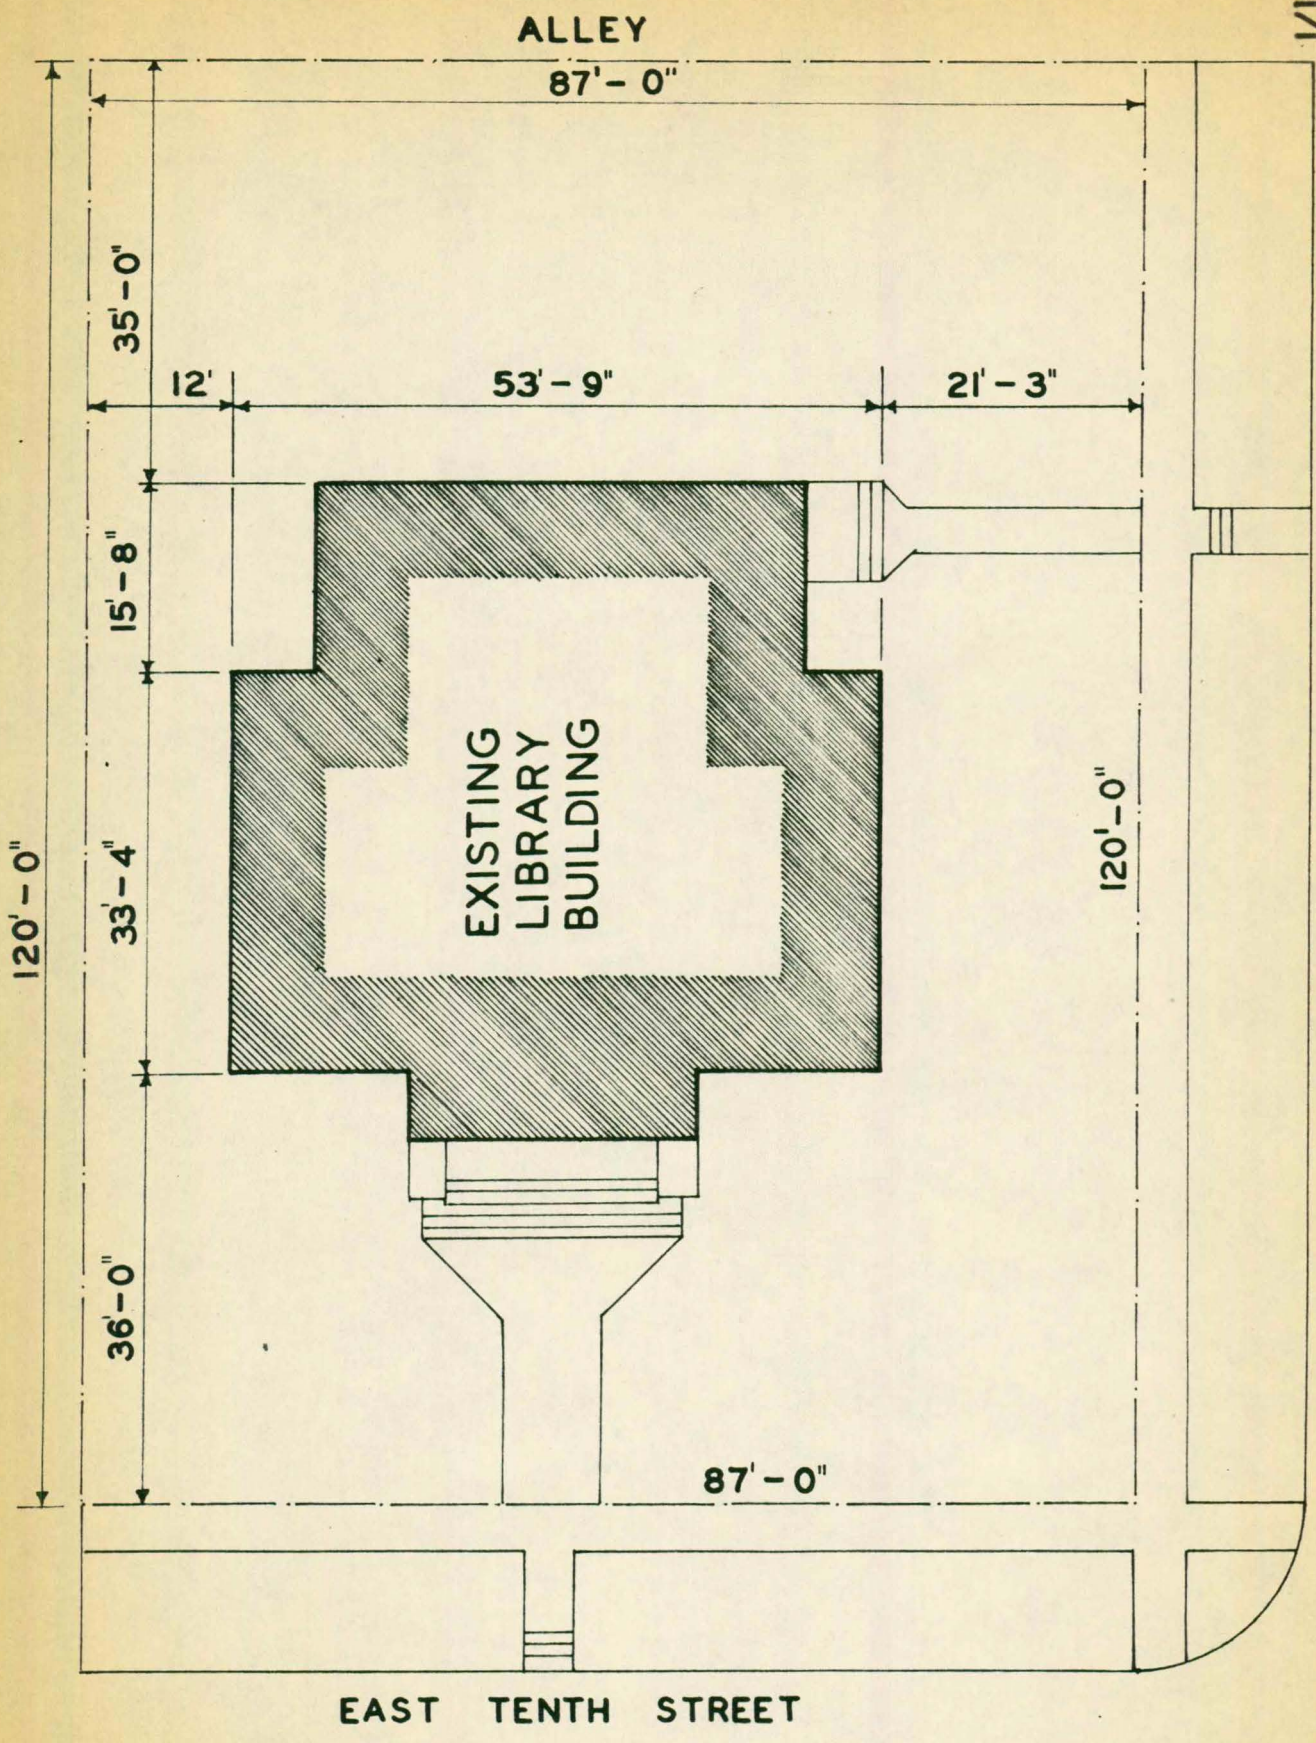 ALLEY
87'-0"
35'-0"
12'
53'-9"
21'-3"
15'-8"
EXISTING
LIBRARY
BUILDING
120'-0"
33'-4"
120'-0"
36'-0"
87'-0"
EAST TENTH STREET